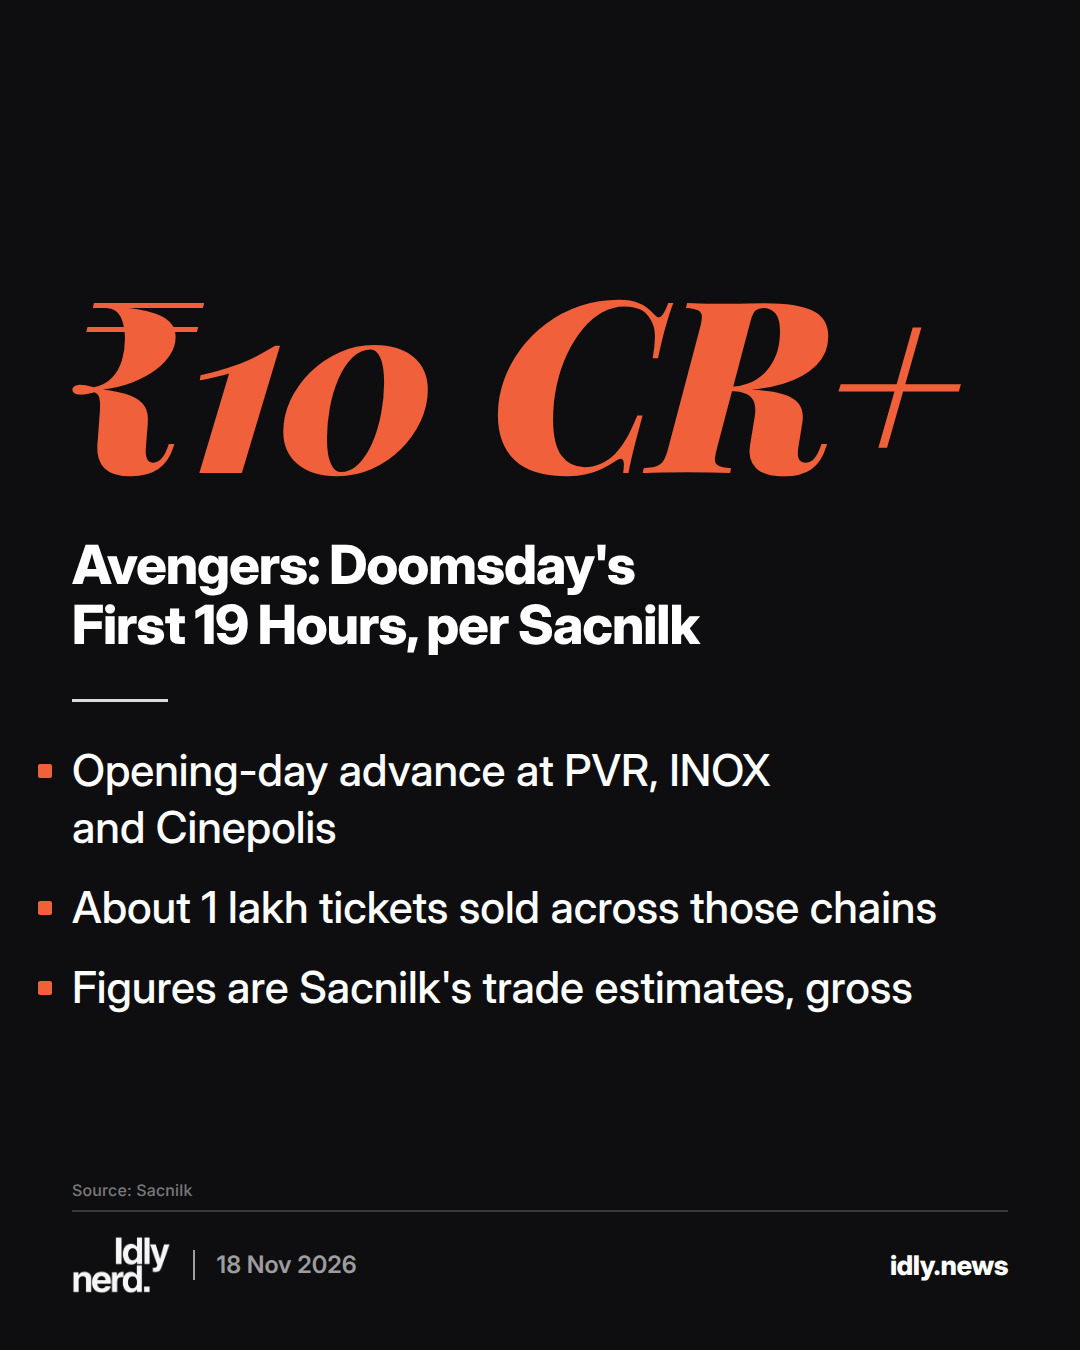 ₹10 CR+
Avengers: Doomsday's
First 19 Hours, per Sacnilk
Opening-day advance at PVR, INOX
and Cinepolis
About 1 lakh tickets sold across those chains
Figures are Sacnilk's trade estimates, gross
Source: Sacnilk
Idly
nerd.
18 Nov 2026
idly.news